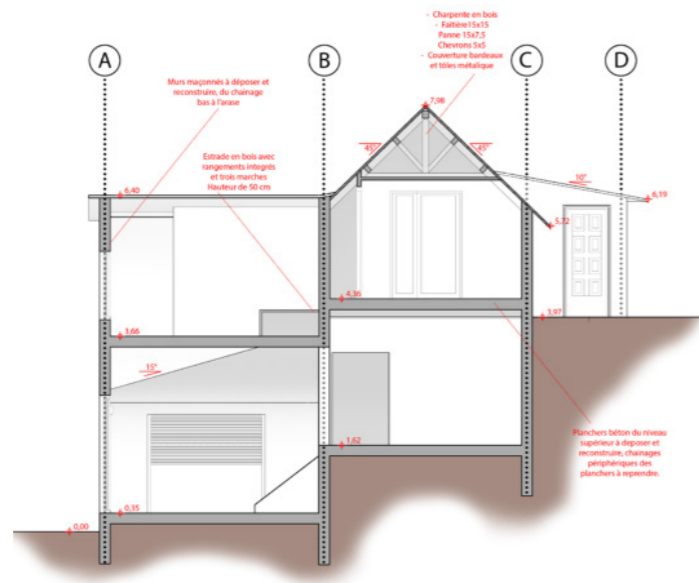 - Charpente en bois
- Faîtière15x15
Panne 15x7,5
Chevrons 5x5
- Couverture bardeaux
et tôles métalique
A
B
C
D
Murs maçonnés à déposer et
reconstruire, du chainage
bas à l'arase
7,98
45°
45°
Estrade en bois avec
rangements integrés
et trois marches
Hauteur de 50 cm
10°
6,40
6,19
5,72
4,36
3,97
3,66
15°
Planchers béton du niveau
supérieur à deposer et
reconstruire, chainages
périphériques des
planchers à reprendre.
1,62
0,35
0,00